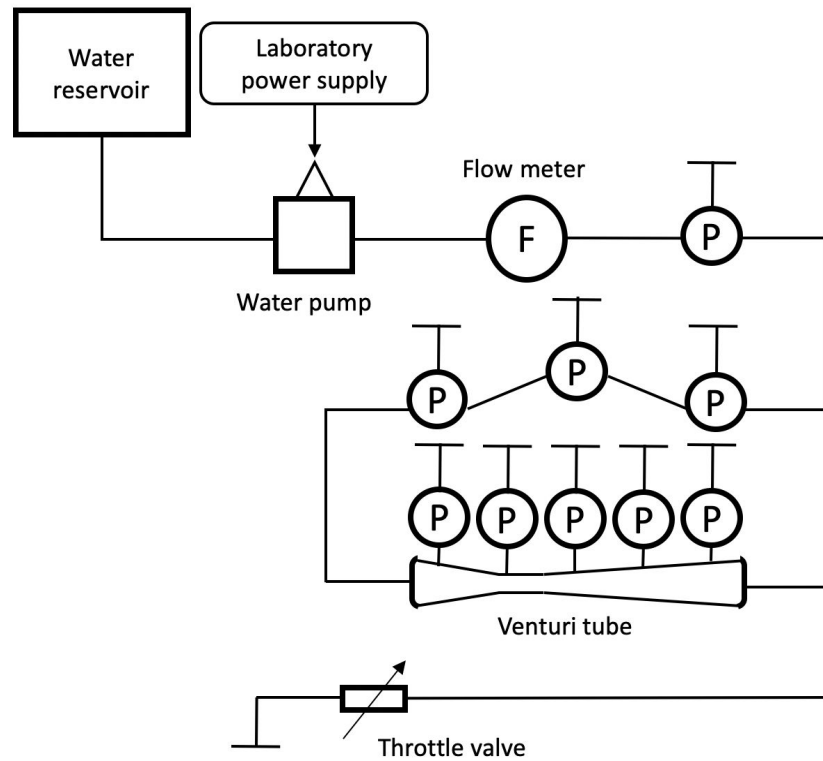 Water
reservoir
Laboratory
power supply
Flow meter
F
P
Water pump
P
P
P
P
P
P
P
P
Venturi tube
Throttle valve